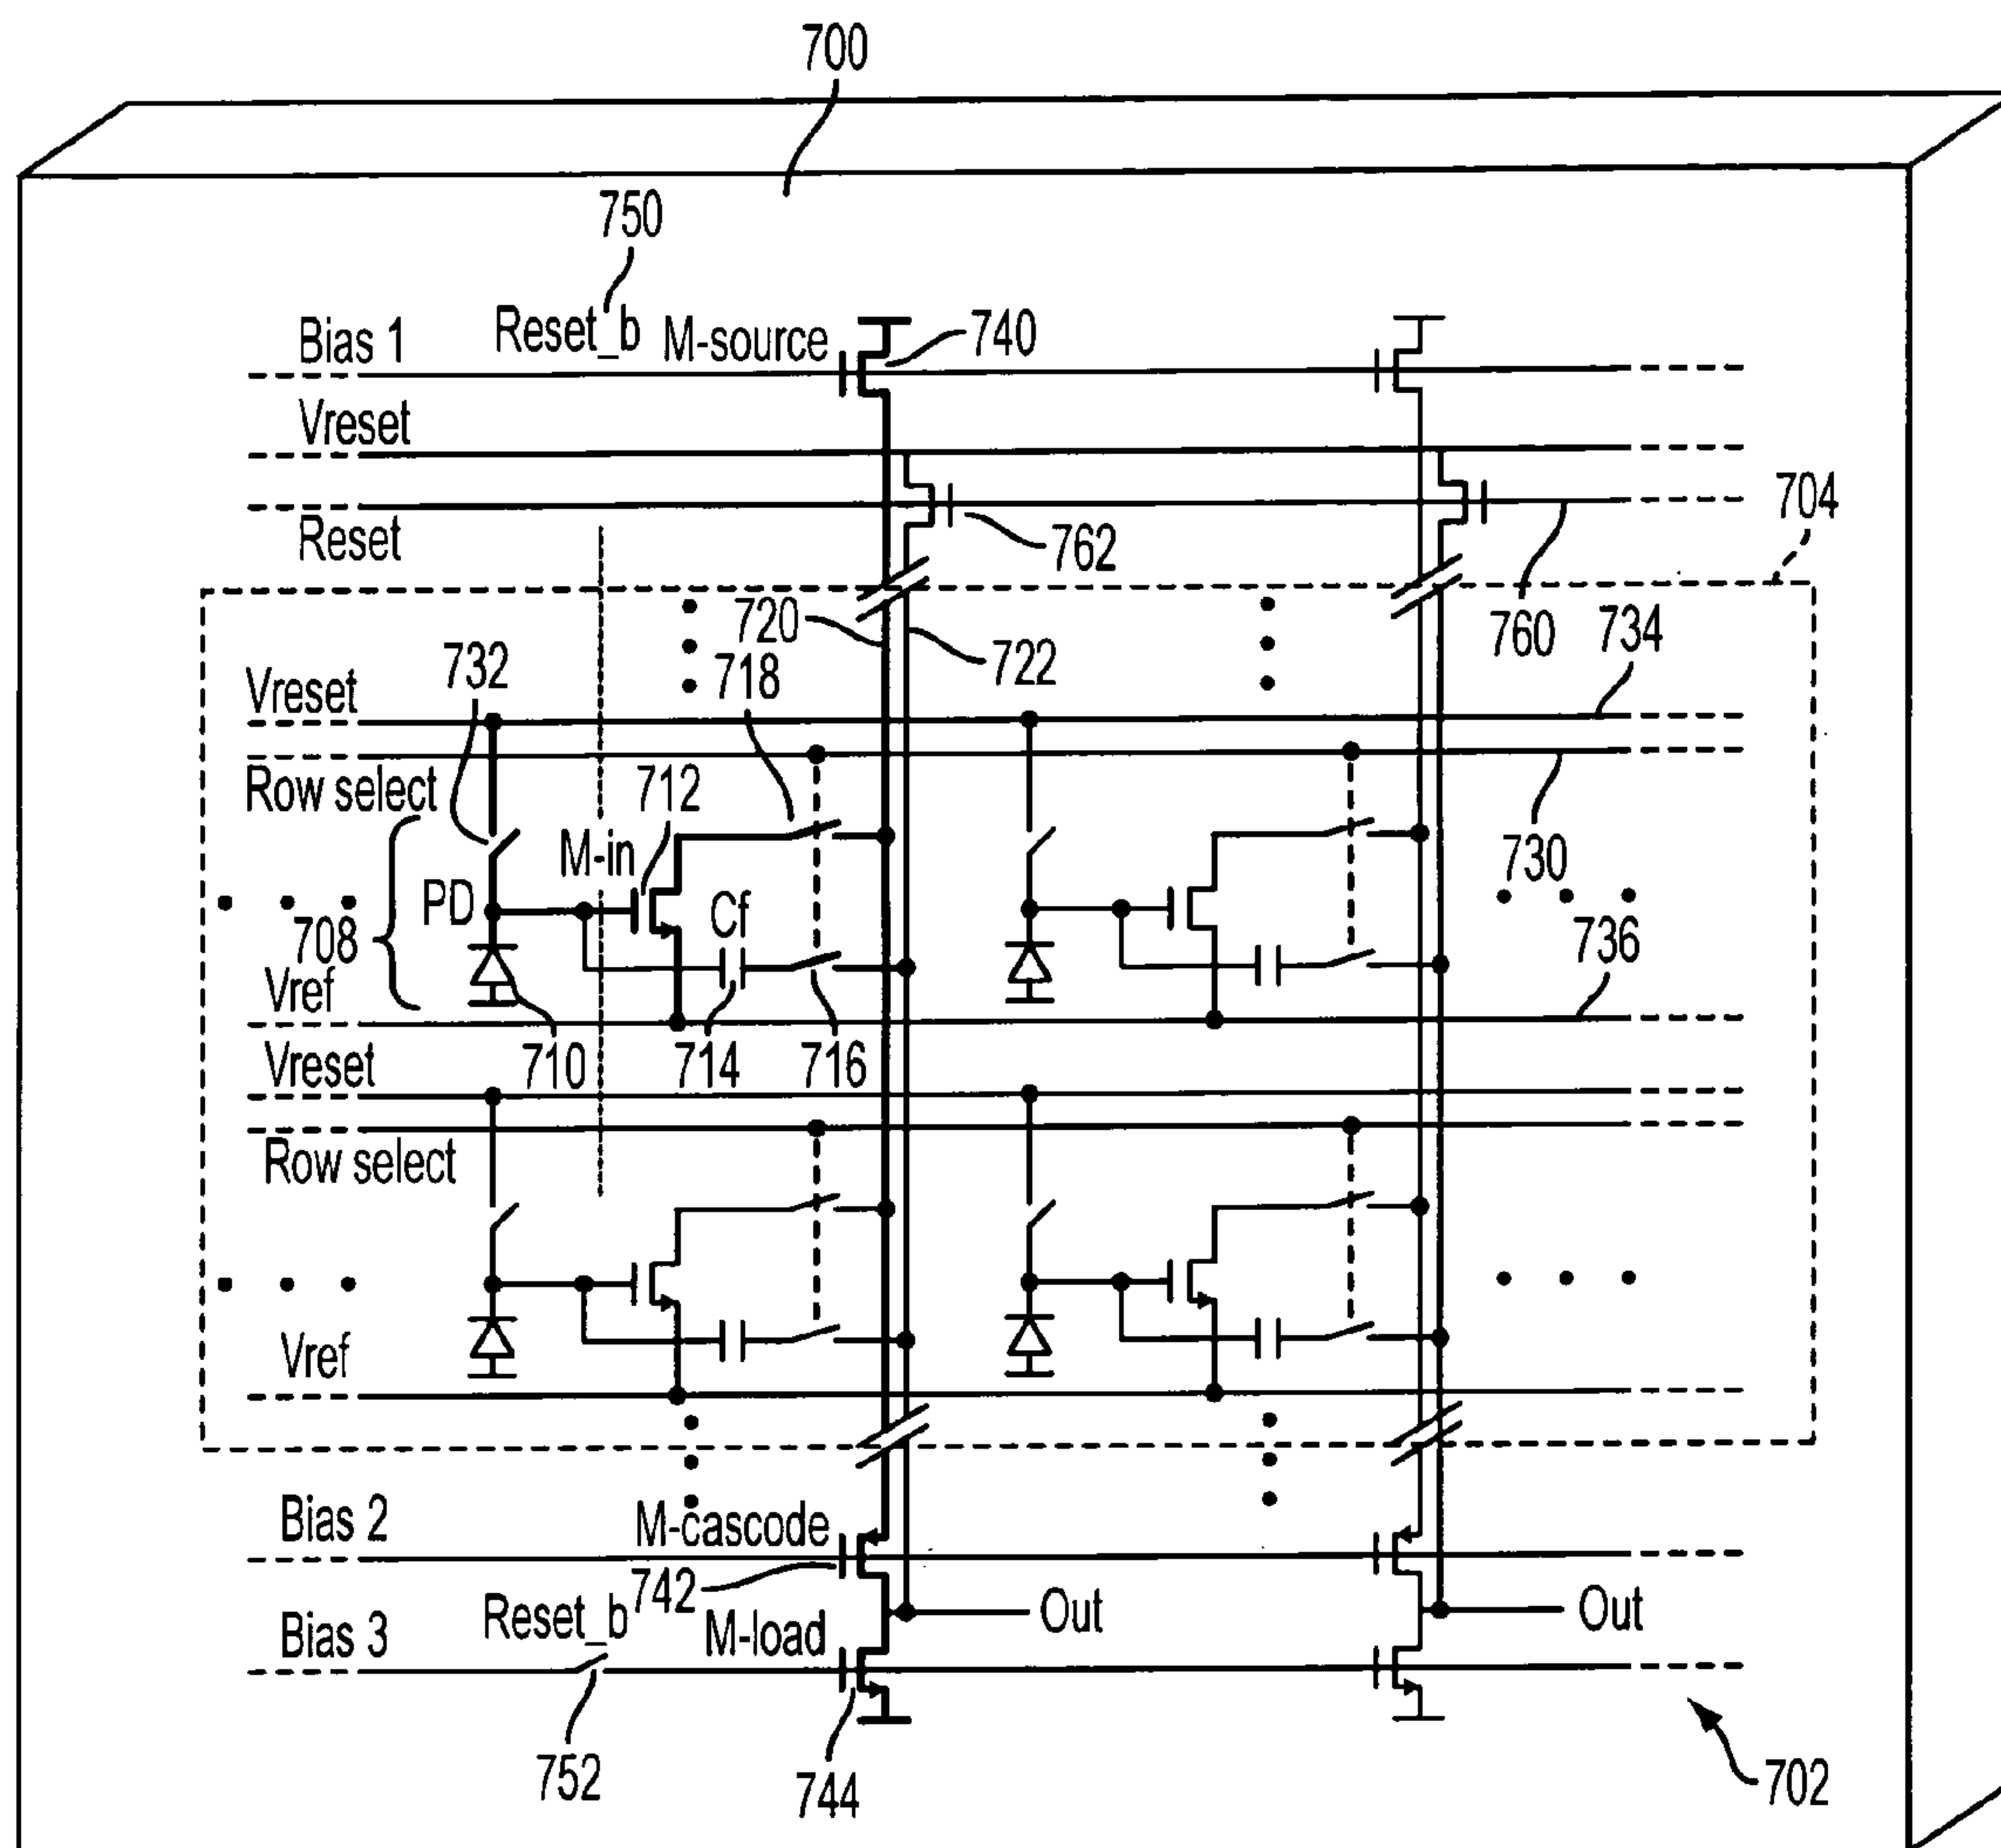 700
750
Bias 1
Reset_b
M-source
740
Vreset
704
Reset
762
760
720
734
718
722
732
Vreset
Row select
712
M-in
730
PD
Cf
708
736
Vref
710
714
716
Vreset
Row select
Vref
Bias 2
M-cascode
742
Reset_b
Out
Out
Bias 3
M-load
752
744
702